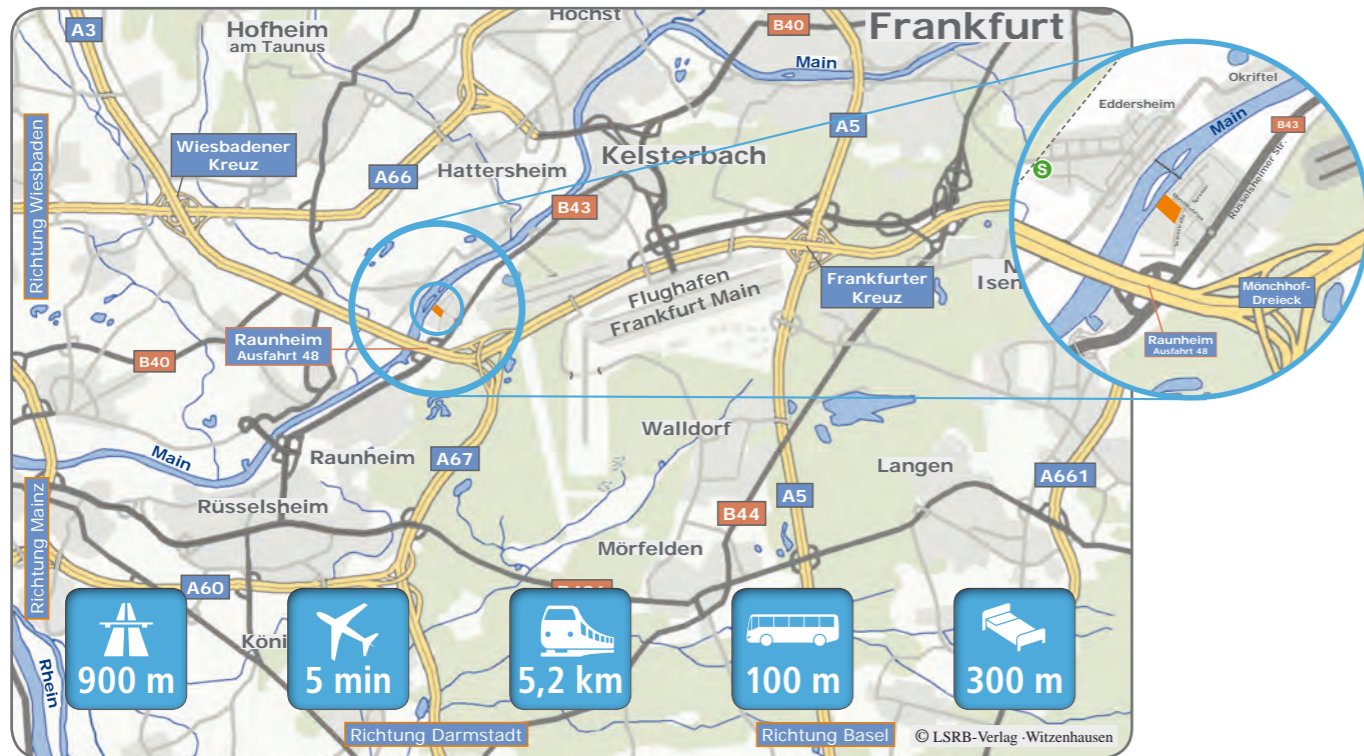 A3
Hofheim
am Taunus
Höchst
B40
Frankfurt
Main
A5
Wiesbadener
Kreuz
A66
Hattersheim
Kelsterbach
B43
Richtung Wiesbaden
Flughafen
Frankfurt Main
Frankfurter
Kreuz
Isen
Raunheim
Ausfahrt 48
B40
Main
Raunheim
A67
Walldorf
Langen
A661
Rüsselsheim
A5
B44
Richtung Mainz
Mörfelden
A60
Köni
Rhein
900 m
5 min
5,2 km
100 m
300 m
Richtung Darmstadt
Richtung Basel
© LSRB-Verlag ·Witzenhausen
Okriftel
Eddersheim
Main
B43
S
Rüsselsheimer Str.
Mönchhof-
Dreieck
Raunheim
Ausfahrt 48